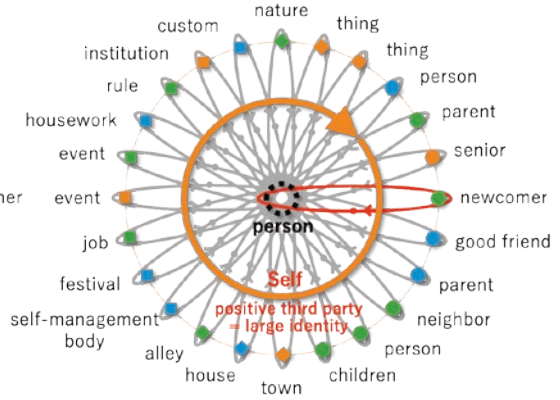 nature
custom
thing
institution
thing
rule
person
housework
parent
event
senior
ner
event
newcomer
person
job
good friend
festival
Self
parent
positive third party
= large identity
self-management
body
neighbor
alley
person
house
children
town